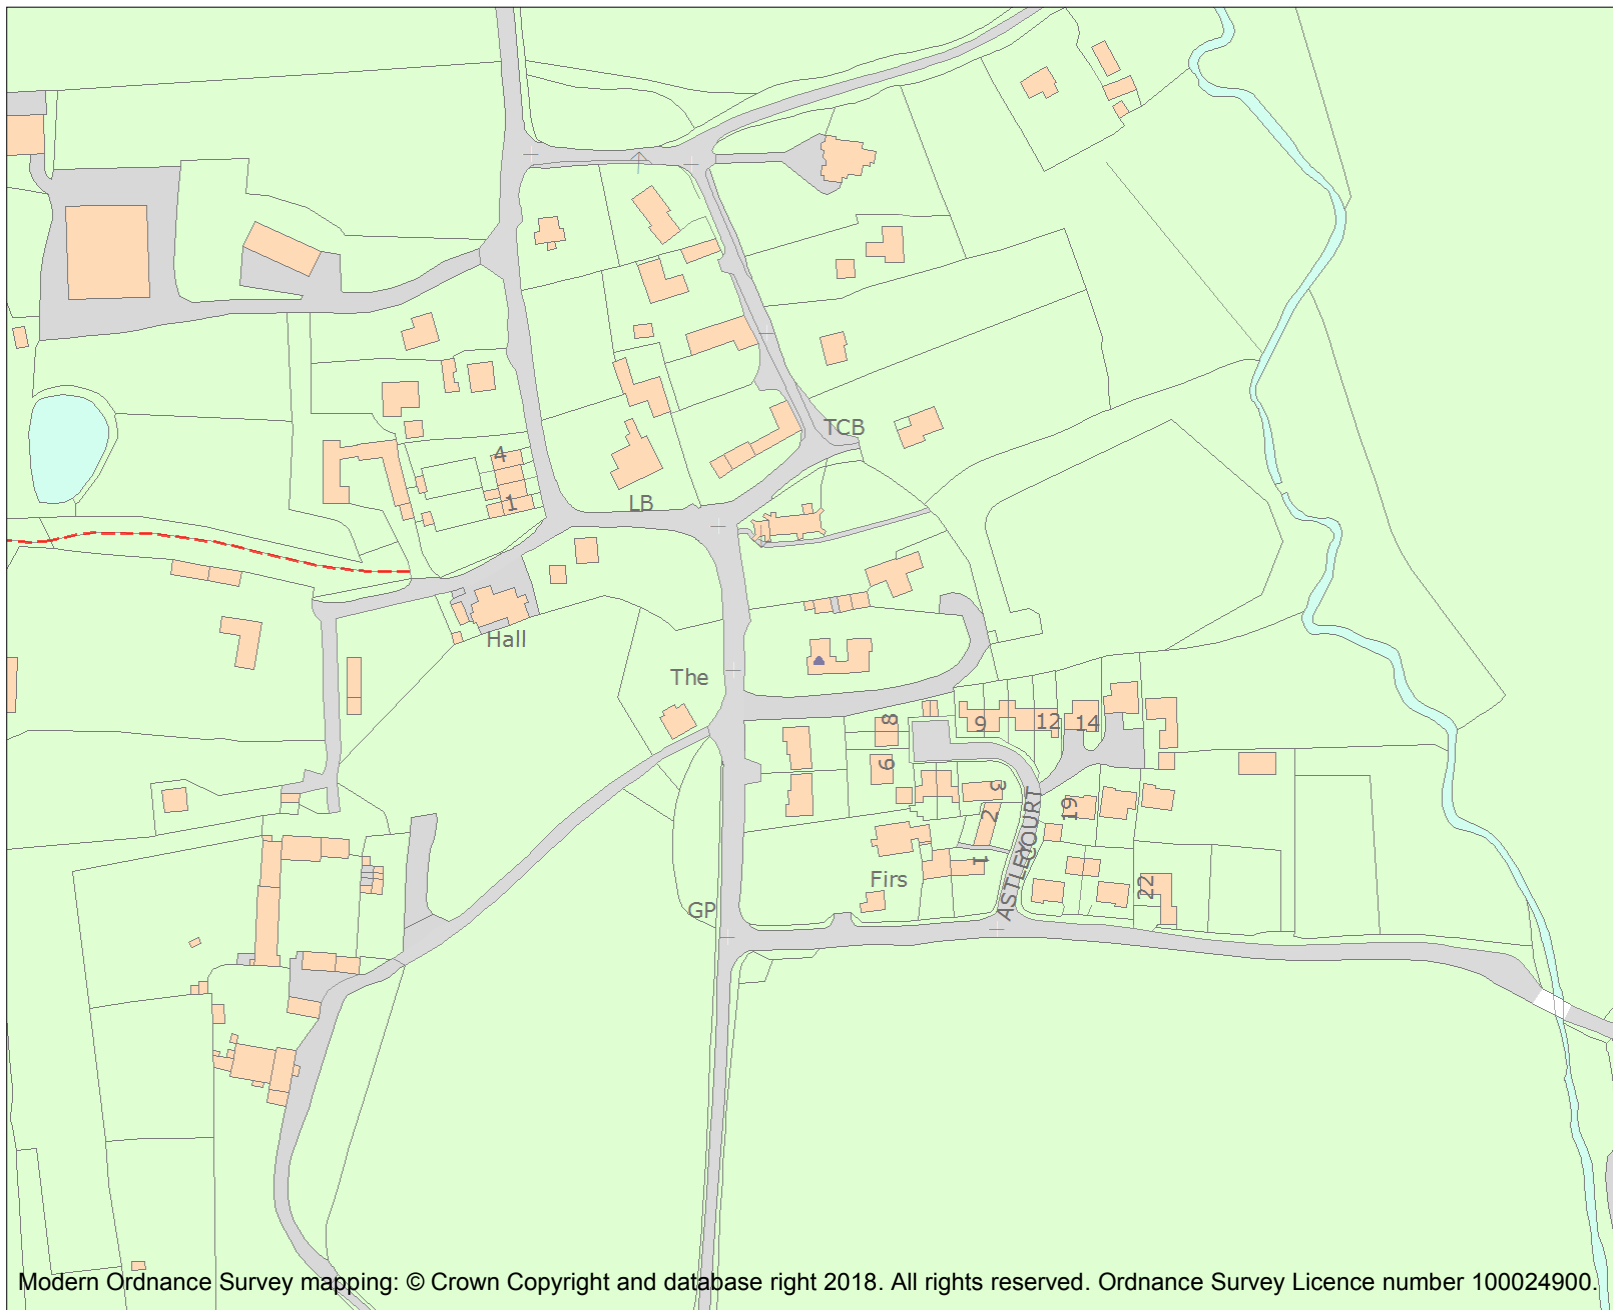 TCB
4
1
LB
Hall
The
8
9
12
14
6
3
2
19
1
ASTLEY COURT
Firs
22
GP
Modern Ordnance Survey mapping: © Crown Copyright and database right 2018. All rights reserved. Ordnance Survey Licence number 100024900.